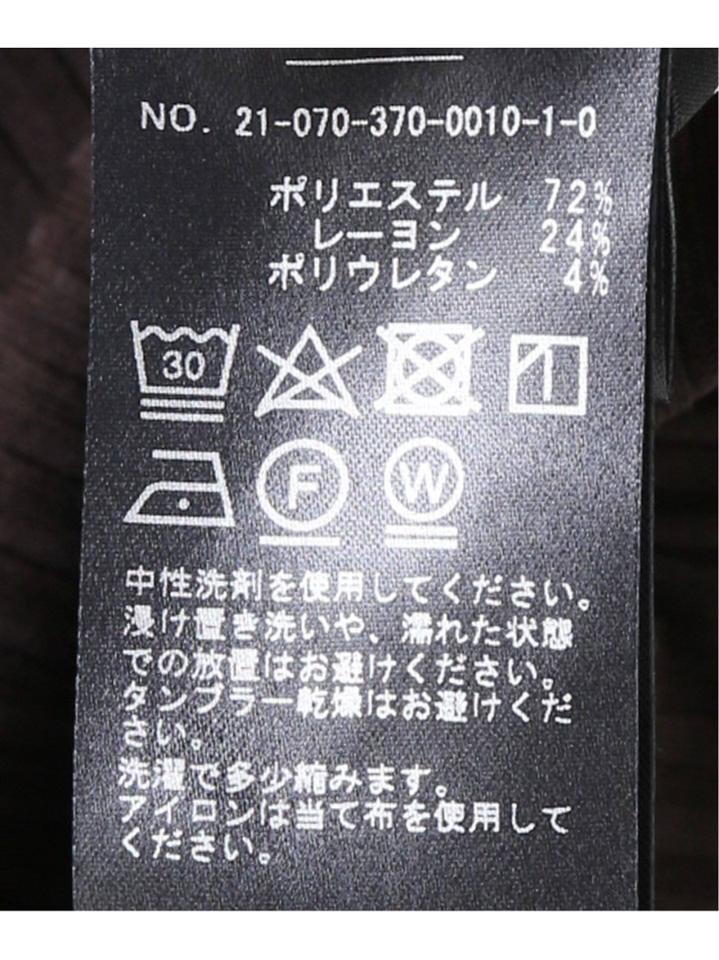 NO. 21-070-370-0010-1-0
ポリエステル 72%
レーヨン 24%
ポリウレタン 4%
30
F W
中性洗剤を使用してください。
浸け置き洗いや、濡れた状態
での放置はお避けください。
タンブラー乾燥はお避けくだ
さい。
洗濯で多少縮みます。
アイロンは当て布を使用して
ください。